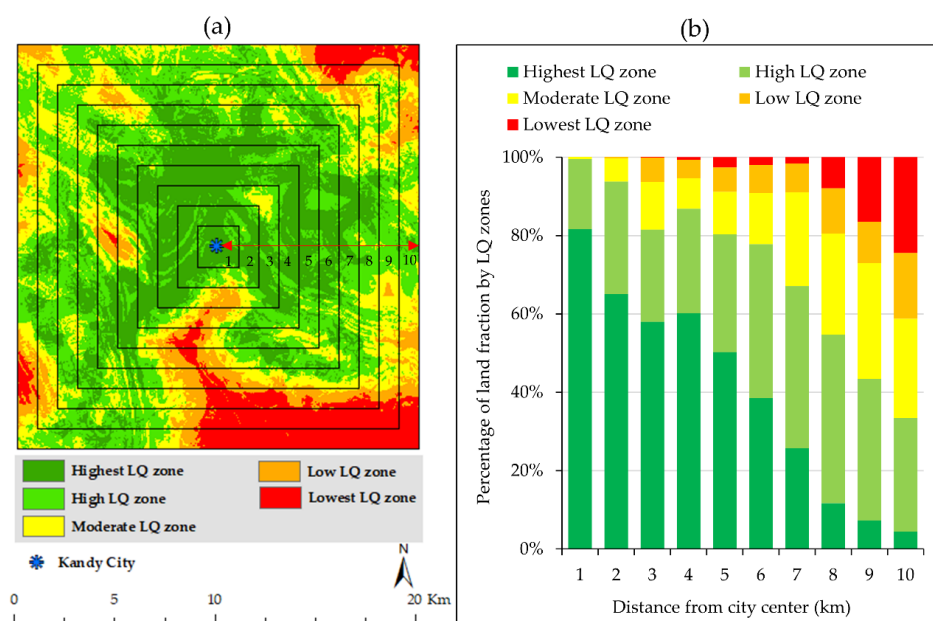 (a)
1 2 3 4 5 6 7 8 9 10
Highest LQ zone
Low LQ zone
High LQ zone
Lowest LQ zone
Moderate LQ zone
Kandy City
N
0 5 10 20 Km
(b)
Highest LQ zone
High LQ zone
Moderate LQ zone
Low LQ zone
Lowest LQ zone
Percentage of land fraction by LQ zones
100%
80%
60%
40%
20%
0%
1 2 3 4 5 6 7 8 9 10
Distance from city center (km)